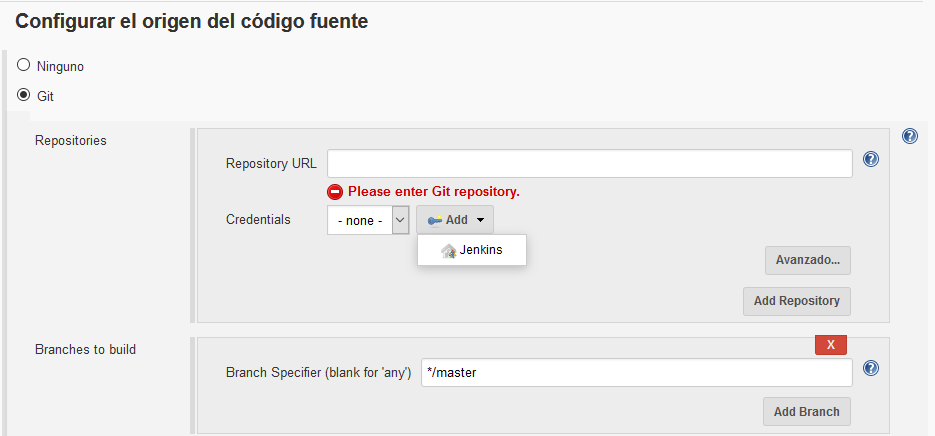 Configurar el origen del código fuente
Ninguno
Git
Repositories
Repository URL
Please enter Git repository.
Credentials
- none -
Add
Jenkins
Avanzado...
Add Repository
Branches to build
X
Branch Specifier (blank for 'any')
*/master
Add Branch